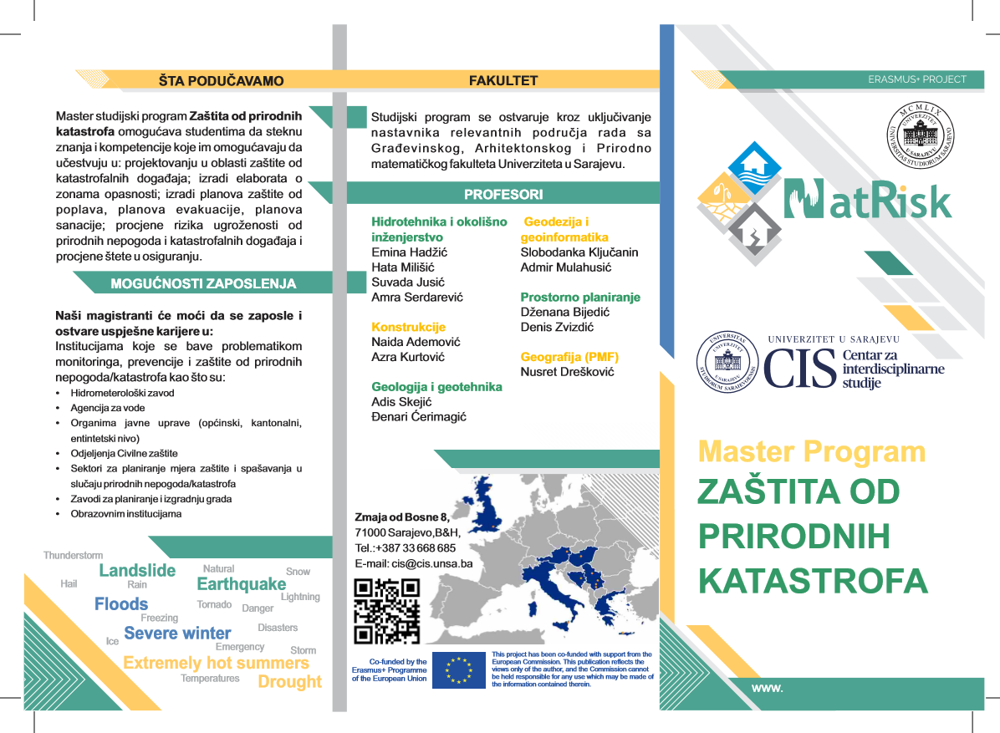 ŠTA PODUČAVAMO
Master studijski program Zaštita od prirodnih
katastrofa omogućava studentima da steknu
znanja i kompetencije koje im omogućavaju da
učestvuju u: projektovanju u oblasti zaštite od
katastrofalnih događaja; izradi elaborata o
zonama opasnosti; izradi planova zaštite od
poplava, planova evakuacije, planova
sanacije; procjene rizika ugroženosti od
prirodnih nepogoda i katastrofalnih događaja i
procjene štete u osiguranju.
MOGUĆNOSTI ZAPOSLENJA
Naši magistranti će moći da se zaposle i
ostvare uspješne karijere u:
Institucijama koje se bave problematikom
monitoringa, prevencije i zaštite od prirodnih
nepogoda/katastrofa kao što su:
• Hidrometerološki zavod
• Agencija za vode
• Organima javne uprave (općinski, kantonalni,
entintetski nivo)
• Odjeljenja Civilne zaštite
• Sektori za planiranje mjera zaštite i spašavanja u
slučaju prirodnih nepogoda/katastrofa
• Zavodi za planiranje i izgradnju grada
• Obrazovnim institucijama
Thunderstorm
Landslide
Natural
Snow
Hail
Rain
Earthquake
Lightning
Floods
Tornado
Danger
Freezing
Severe winter
Disasters
Ice
Emergency
Storm
Extremely hot summers
Temperatures
Drought
FAKULTET
Studijski program se ostvaruje kroz uključivanje
nastavnika relevantnih područja rada sa
Građevinskog, Arhitektonskog i Prirodno
matematičkog fakulteta Univerziteta u Sarajevu.
PROFESORI
Hidrotehnika i okolišno
inženjerstvo
Emina Hadžić
Hata Milišić
Suvada Jusić
Amra Serdarević
Konstrukcije
Naida Ademović
Azra Kurtović
Geologija i geotehnika
Adis Skejić
Đenari Ćerimagić
Geodezija i
geoinformatika
Slobodanka Ključanin
Admir Mulahusić
Prostorno planiranje
Dženana Bijedić
Denis Zvizdić
Geografija (PMF)
Nusret Drešković
Zmaja od Bosne 8,
71000 Sarajevo,B&H,
Tel.:+387 33 668 685
E-mail: cis@cis.unsa.ba
Co-funded by the
Erasmus+ Programme
of the European Union
This project has been co-funded with support from the
European Commission. This publication reflects the
views only of the author, and the Commission cannot
be held responsible for any use which may be made of
the information contained therein.
ERASMUS+ PROJECT
MCMLIX
UNIVERZITET
U SARAJEVU
UNIVERSITAS STUDIORUM SARAJEVO
NatRisk
UNIVERSITAS
UNIVERZITET
U SARAJEVU
STUDIORUM SARAJEVOENSIS
UNIVERZITET U SARAJEVU
CIS
Centar za
interdisciplinarne
studije
Master Program
ZAŠTITA OD
PRIRODNIH
KATASTROFA
www.